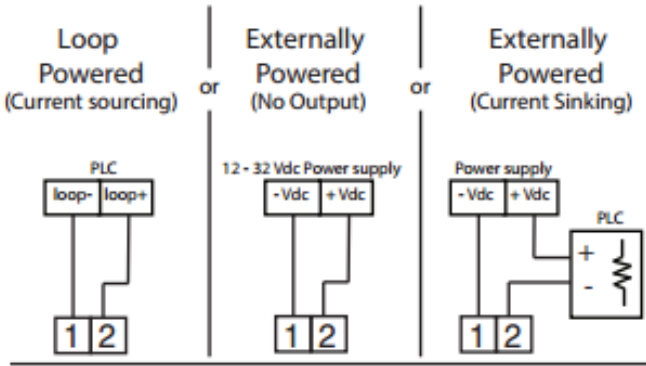 Loop
Powered
(Current sourcing)
PLC
loop- loop+
1 2
or
Externally
Powered
(No Output)
12 - 32 Vdc Power supply
- Vdc + Vdc
1 2
or
Externally
Powered
(Current Sinking)
Power supply
- Vdc + Vdc
PLC
+
-
1 2